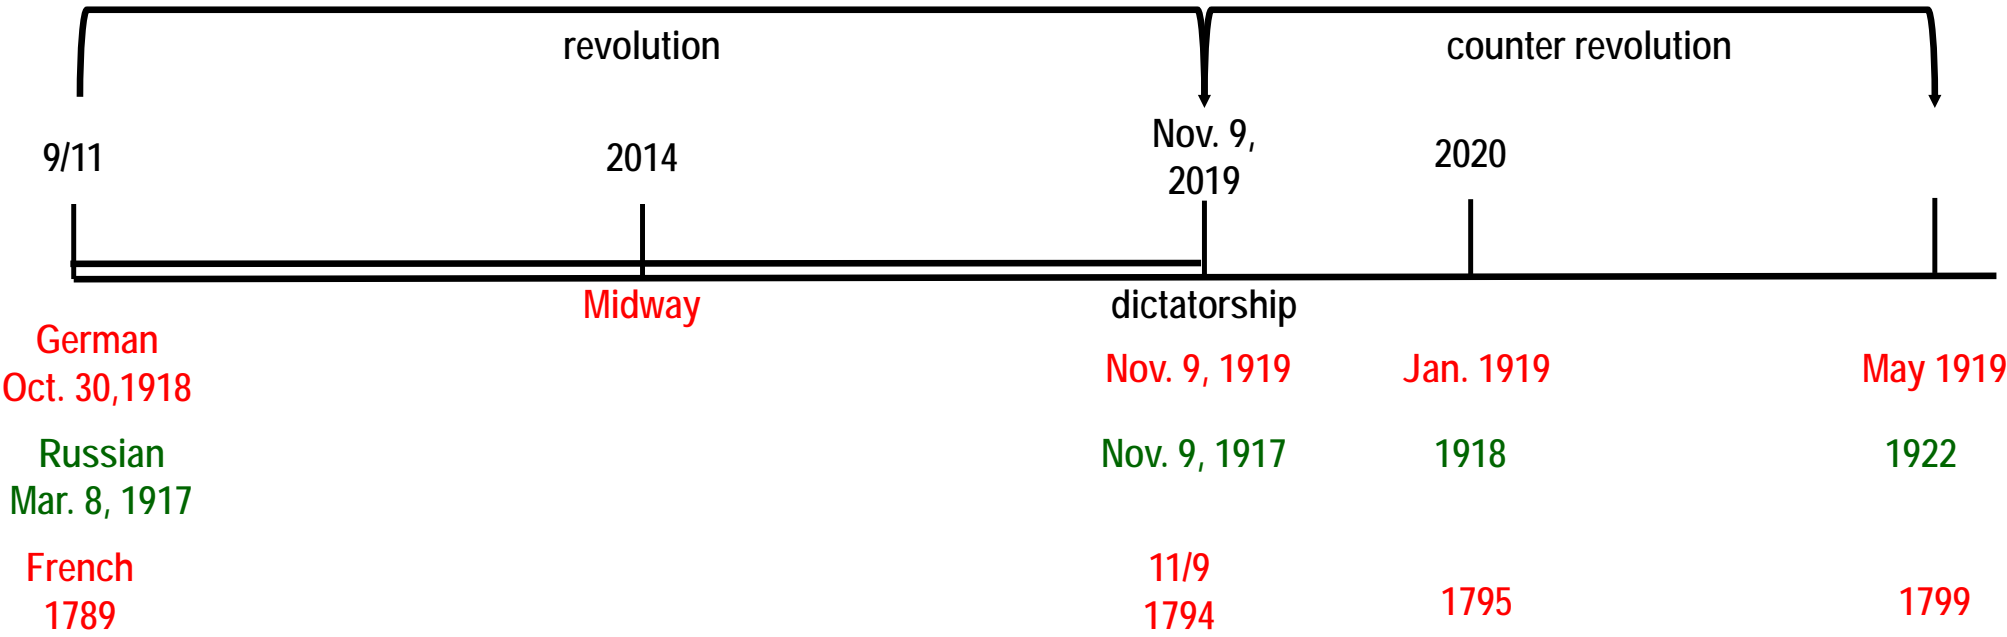 revolution
counter revolution
9/11
2014
Nov. 9,
2019
2020
Midway
dictatorship
German
Oct. 30,1918
Nov. 9, 1919
Jan. 1919
May 1919
Russian
Mar. 8, 1917
Nov. 9, 1917
1918
1922
French
1789
11/9
1794
1795
1799